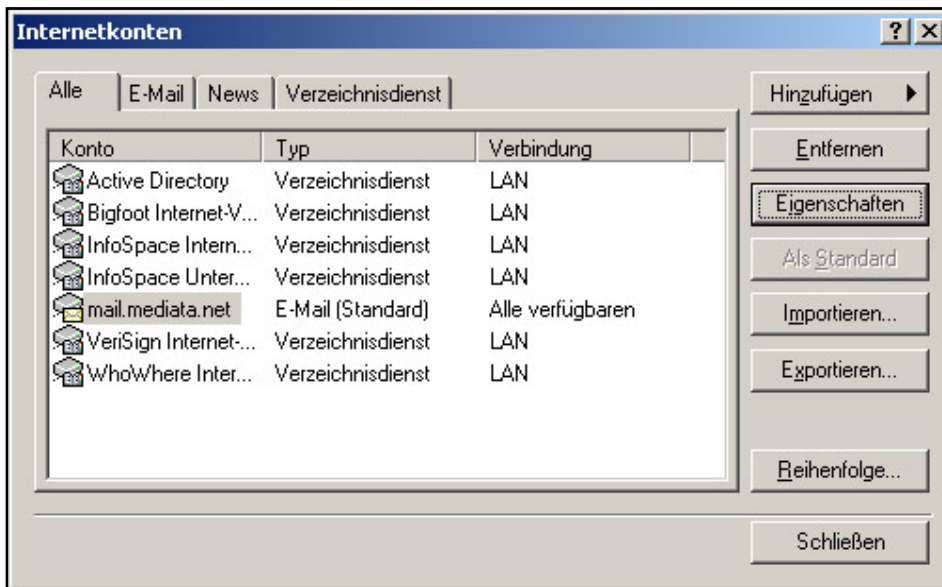 Internetkonten
Alle E-Mail News Verzeichnisdienst
Konto Typ Verbindung
Active Directory Verzeichnisdienst LAN
Bigfoot Internet-V... Verzeichnisdienst LAN
InfoSpace Intern... Verzeichnisdienst LAN
InfoSpace Unter... Verzeichnisdienst LAN
mail.mediata.net E-Mail (Standard) Alle verfügbaren
VeriSign Internet-... Verzeichnisdienst LAN
WhoWhere Inter... Verzeichnisdienst LAN
Hinzufügen
Entfernen
Eigenschaften
Als Standard
Importieren...
Exportieren...
Reihenfolge...
Schließen